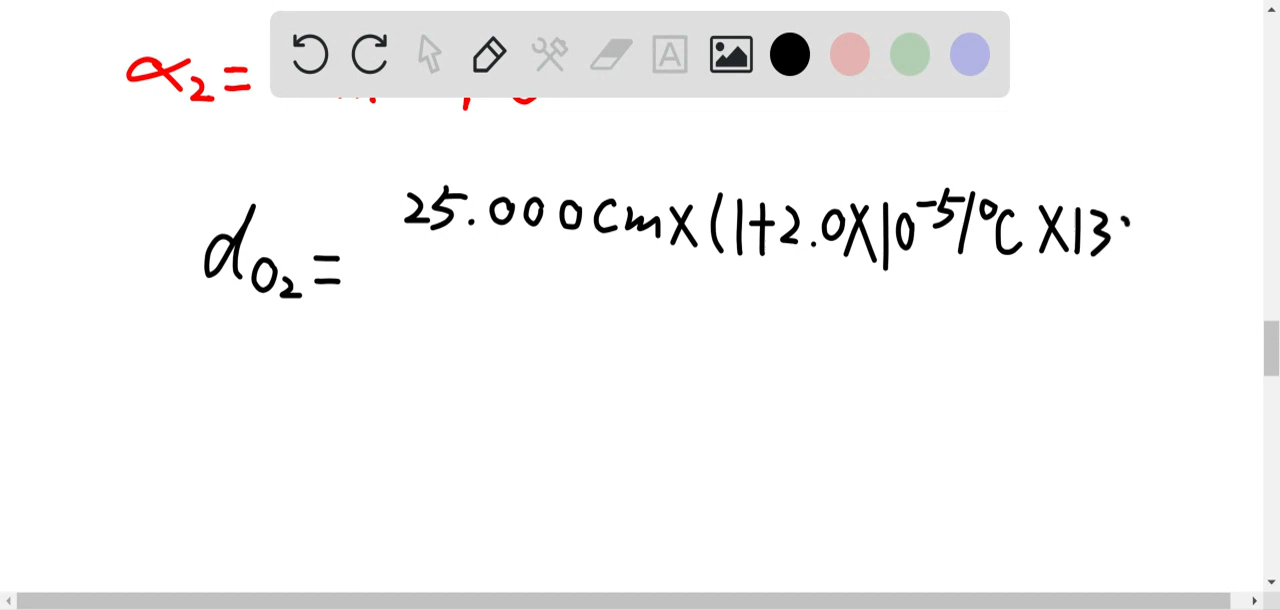 α₂ =
A
25.000cm×(1+2.0×10⁻⁵/°C ×13
d₀₂ =